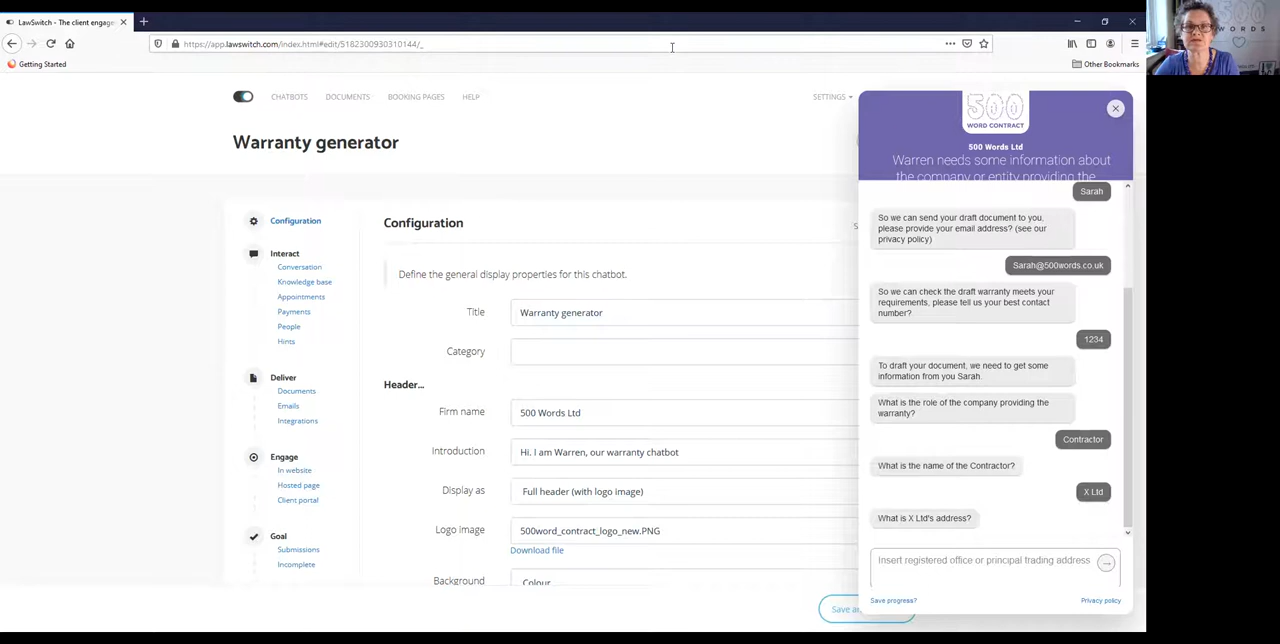 LawSwitch - The client engage
https://app.lawswitch.com/index.html#edit/5182300930310144/_
Getting Started
Other Bookmarks
CHATBOTS
DOCUMENTS
BOOKING PAGES
HELP
SETTINGS
Warranty generator
Configuration
Interact
Conversation
Knowledge base
Appointments
Payments
People
Hints
Deliver
Documents
Emails
Integrations
Engage
In website
Hosted page
Client portal
Goal
Submissions
Incomplete
Configuration
Define the general display properties for this chatbot.
Title
Warranty generator
Category
Header...
Firm name
500 Words Ltd
Introduction
Hi. I am Warren, our warranty chatbot
Display as
Full header (with logo image)
Logo image
500word_contract_logo_new.PNG
Download file
Background
Colour
500
WORD CONTRACT
500 Words Ltd
Warren needs some information about
the company or entity providing the
Sarah
So we can send your draft document to you,
please provide your email address? (see our
privacy policy)
Sarah@500words.co.uk
So we can check the draft warranty meets your
requirements, please tell us your best contact
number?
1234
To draft your document, we need to get some
information from you Sarah.
What is the role of the company providing the
warranty?
Contractor
What is the name of the Contractor?
X Ltd
What is X Ltd's address?
Insert registered office or principal trading address
Save progress?
Privacy policy
500
WORDS